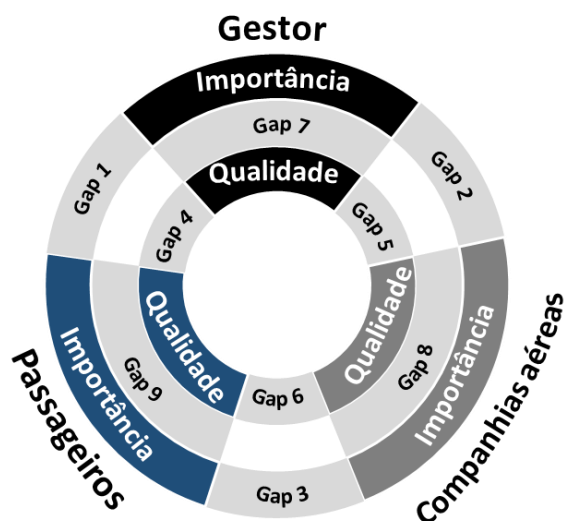 Gestor
Importância
Gap 7
Qualidade
Gap 1
Gap 2
Gap 4
Gap 5
Qualidade
Qualidade
Importância
Importância
Gap 9
Gap 8
Gap 6
Gap 3
Passageiros
Companhias aéreas